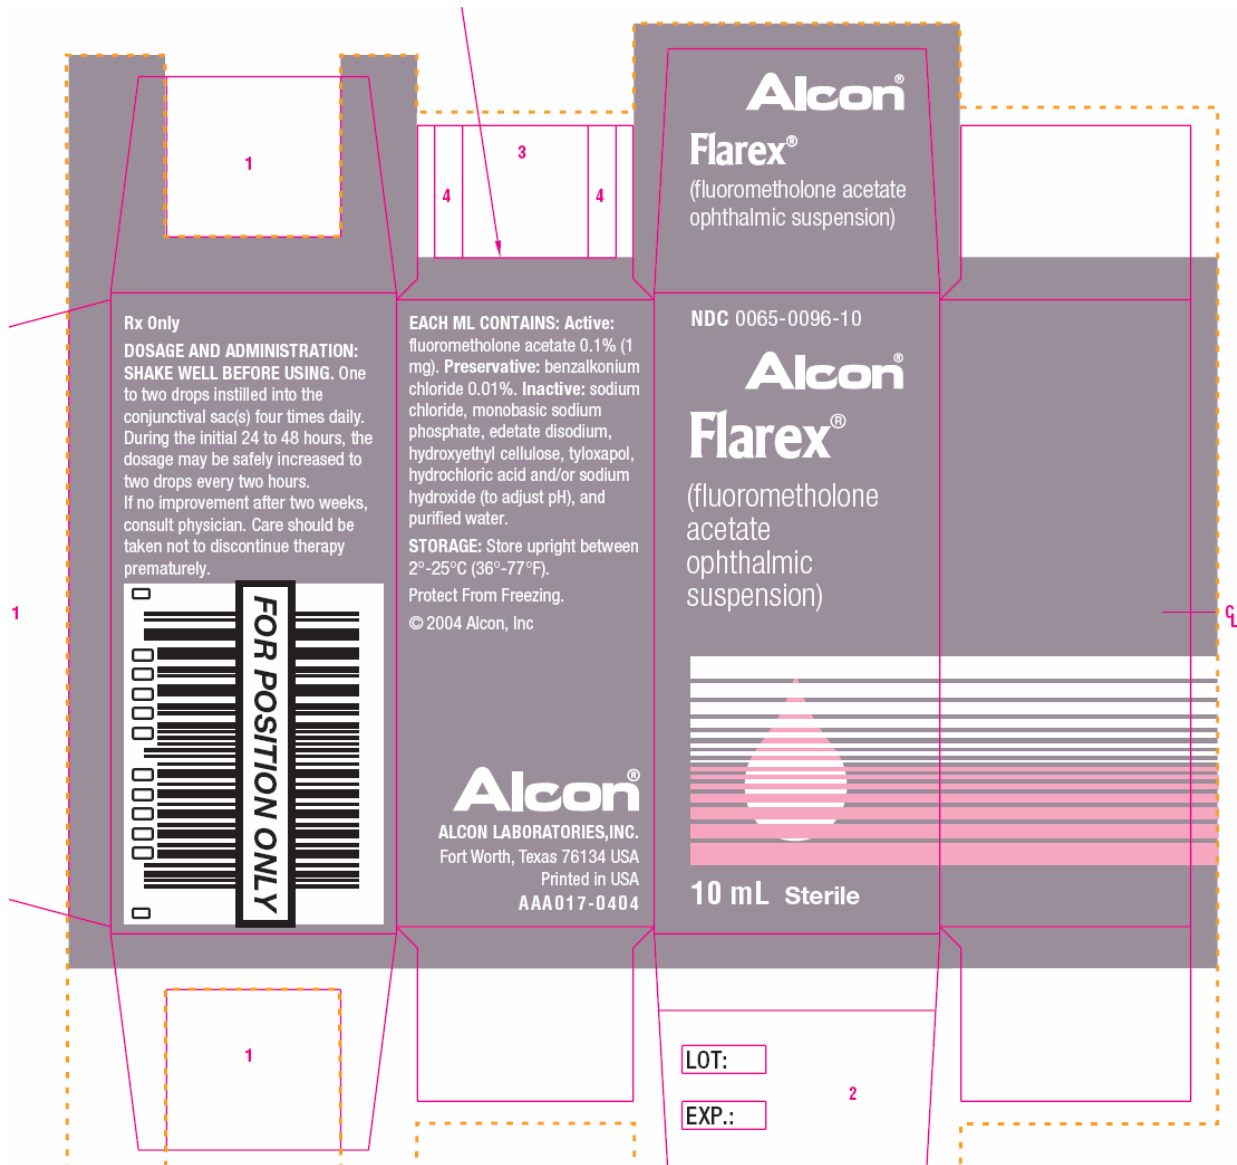 Alcon®
Flarex®
(fluorometholone acetate
ophthalmic suspension)
1
3
4
4
Rx Only
DOSAGE AND ADMINISTRATION:
SHAKE WELL BEFORE USING. One
to two drops instilled into the
conjunctival sac(s) four times daily.
During the initial 24 to 48 hours, the
dosage may be safely increased to
two drops every two hours.
If no improvement after two weeks,
consult physician. Care should be
taken not to discontinue therapy
prematurely.
FOR POSITION ONLY
1
EACH ML CONTAINS: Active:
fluorometholone acetate 0.1% (1
mg). Preservative: benzalkonium
chloride 0.01%. Inactive: sodium
chloride, monobasic sodium
phosphate, edetate disodium,
hydroxyethyl cellulose, tyloxapol,
hydrochloric acid and/or sodium
hydroxide (to adjust pH), and
purified water.
STORAGE: Store upright between
2°-25°C (36°-77°F).
Protect From Freezing.
© 2004 Alcon, Inc
Alcon®
ALCON LABORATORIES,INC.
Fort Worth, Texas 76134 USA
Printed in USA
AAA017-0404
NDC 0065-0096-10
Alcon®
Flarex®
(fluorometholone
acetate
ophthalmic
suspension)
10 mL Sterile
CL
1
LOT:
EXP.:
2